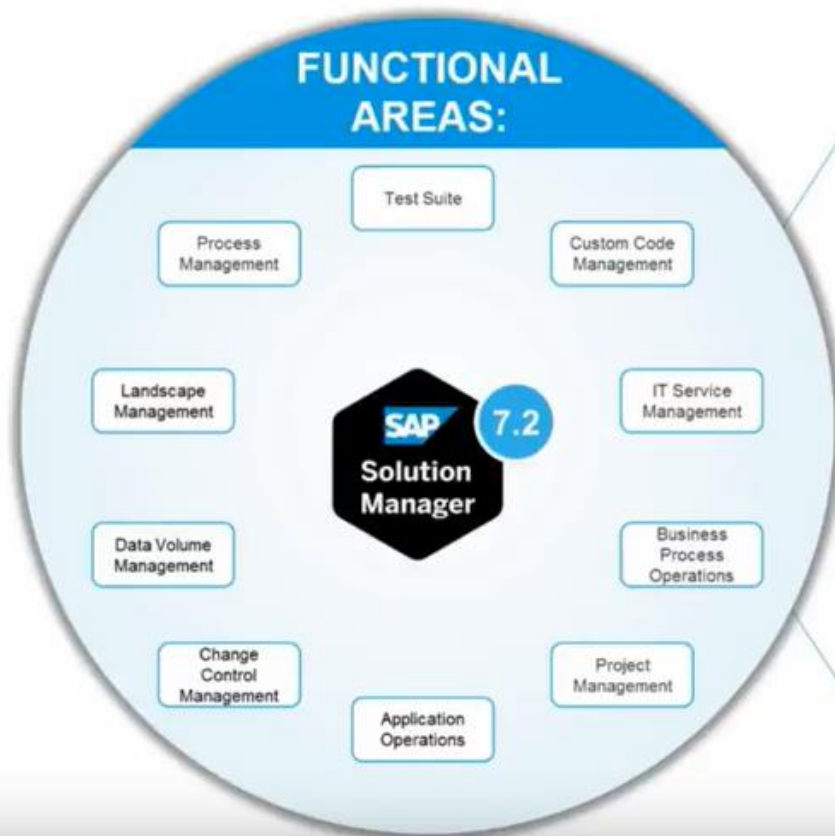 FUNCTIONAL
AREAS:
Test Suite
Process
Management
Custom Code
Management
Landscape
Management
SAP
7.2
Solution
Manager
IT Service
Management
Data Volume
Management
Business
Process
Operations
Change
Control
Management
Project
Management
Application
Operations